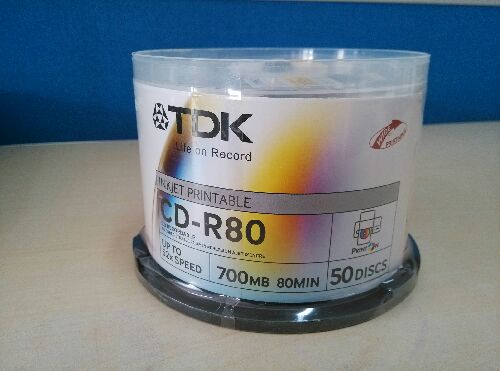 TDK
Life on Record
INKJET PRINTABLE
CD-R80
UP TO
52x SPEED
700MB 80MIN
50 DISCS